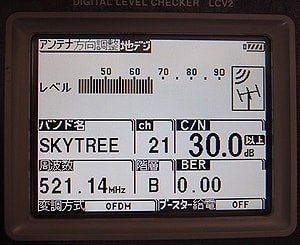 DIGITAL LEVEL CHECKER LCV2
アンテナ方向調整 地デジ
レベル 50 60 70 80 90
バンド名 ch C/N
SKYTREE 21 30.0 以上 dB
周波数 階層 BER
521.14 MHz B 0.00
変調方式 OFDM ブースター給電 OFF